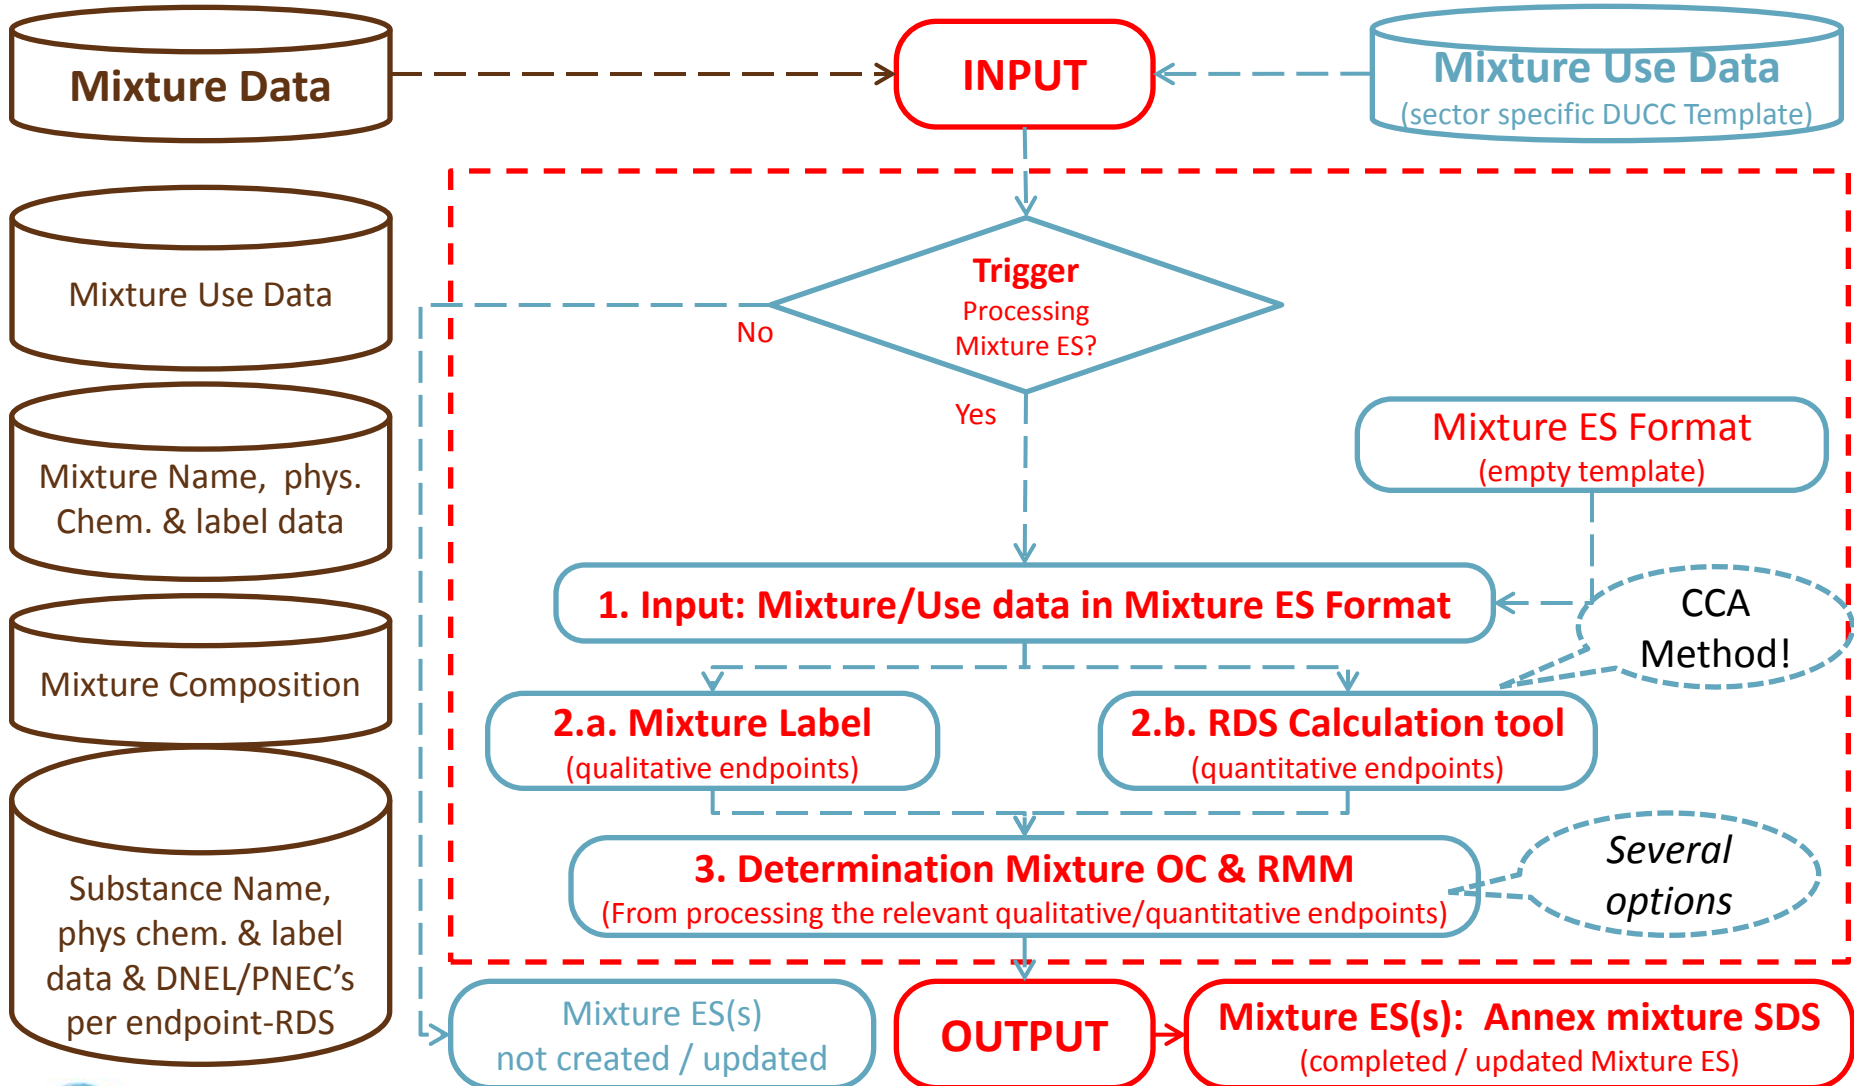 Mixture Data
INPUT
Mixture Use Data
(sector specific DUCC Template)
Mixture Use Data
Trigger
Processing
Mixture ES?
No
Yes
Mixture Name,  phys.
Chem. & label data
Mixture ES Format
(empty template)
1. Input: Mixture/Use data in Mixture ES Format
CCA
Method!
Mixture Composition
2.a. Mixture Label
(qualitative endpoints)
2.b. RDS Calculation tool
(quantitative endpoints)
3. Determination Mixture OC & RMM
(From processing the relevant qualitative/quantitative endpoints)
Several
options
Substance Name,
phys chem. & label
data & DNEL/PNEC's
per endpoint-RDS
Mixture ES(s)
not created / updated
OUTPUT
Mixture ES(s):  Annex mixture SDS
(completed / updated Mixture ES)